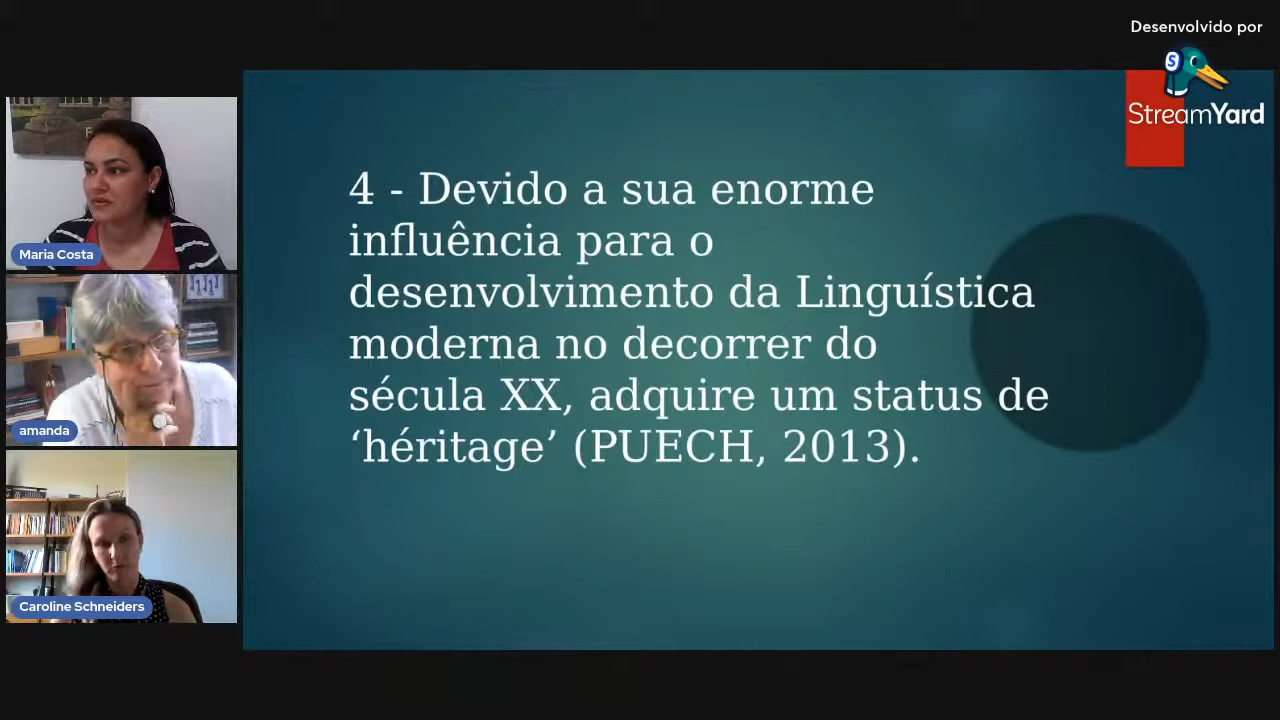 Desenvolvido por
StreamYard
4 - Devido a sua enorme
influência para o
desenvolvimento da Linguística
moderna no decorrer do
sécula XX, adquire um status de
‘héritage’ (PUECH, 2013).
Maria Costa
amanda
Caroline Schneiders